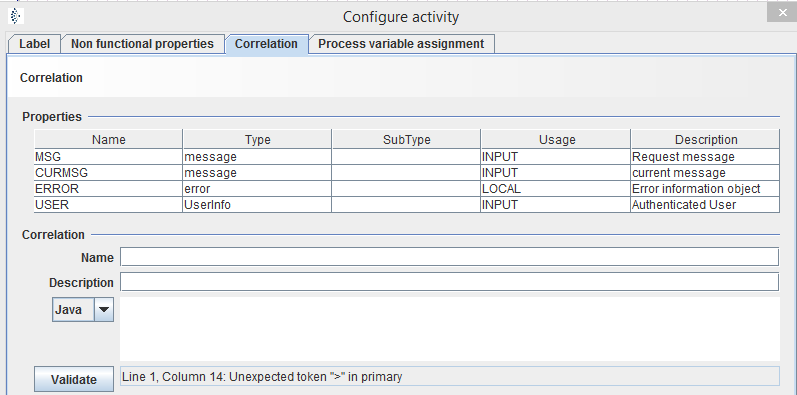 Configure activity
Label Non functional properties Correlation Process variable assignment
Correlation
Properties
Name Type SubType Usage Description
MSG message INPUT Request message
CURMSG message INPUT current message
ERROR error LOCAL Error information object
USER UserInfo INPUT Authenticated User
Correlation
Name
Description
Java
Validate Line 1, Column 14: Unexpected token ">" in primary